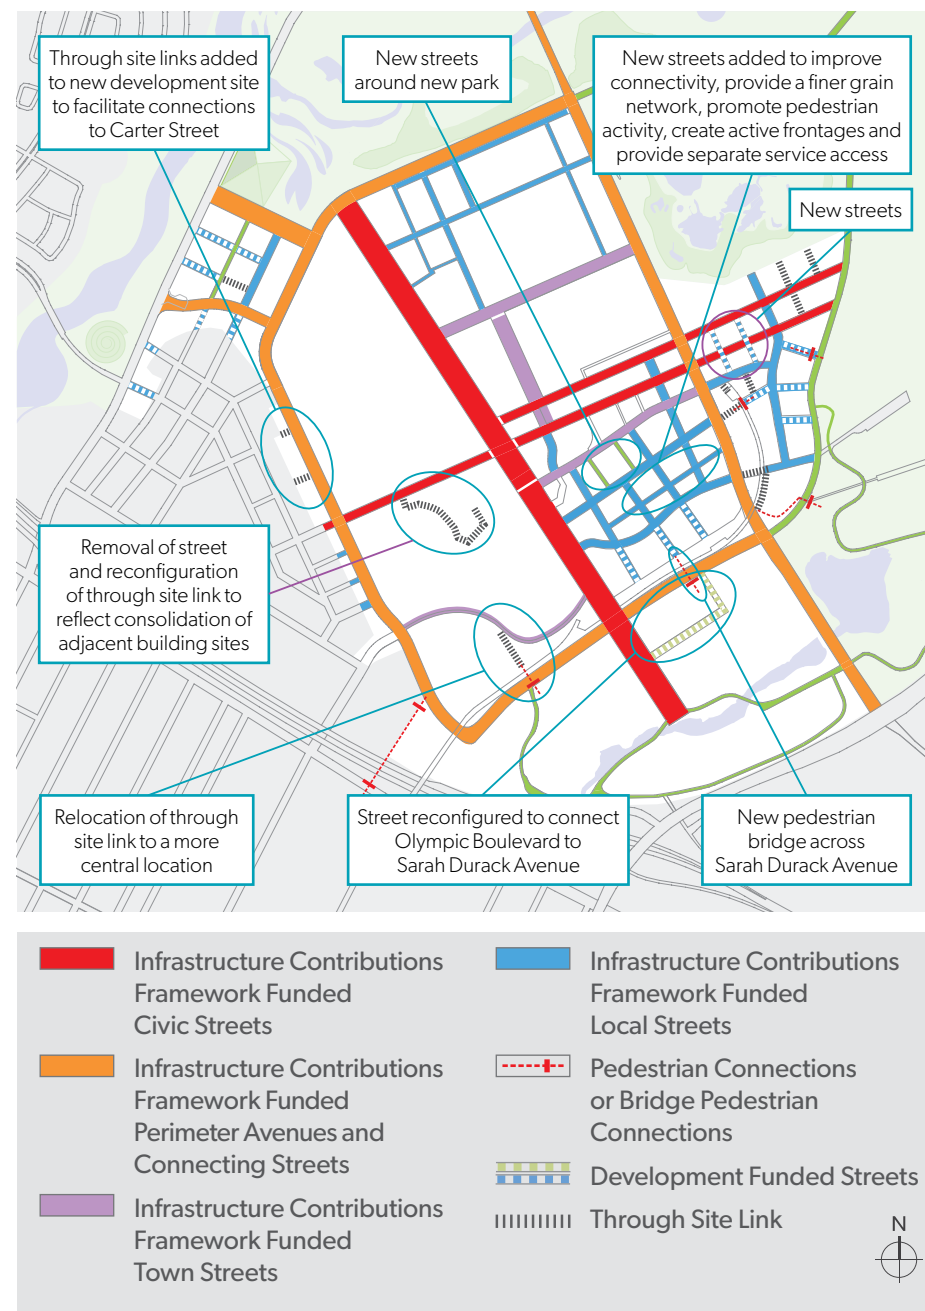 Through site links added
to new development site
to facilitate connections
to Carter Street
New streets
around new park
New streets added to improve
connectivity, provide a finer grain
network, promote pedestrian
activity, create active frontages and
provide separate service access
New streets
Removal of street
and reconfiguration
of through site link to
reflect consolidation of
adjacent building sites
Relocation of through
site link to a more
central location
Street reconfigured to connect
Olympic Boulevard to
Sarah Durack Avenue
New pedestrian
bridge across
Sarah Durack Avenue
Infrastructure Contributions
Framework Funded
Civic Streets
Infrastructure Contributions
Framework Funded
Perimeter Avenues and
Connecting Streets
Infrastructure Contributions
Framework Funded
Town Streets
Infrastructure Contributions
Framework Funded
Local Streets
Pedestrian Connections
or Bridge Pedestrian
Connections
Development Funded Streets
Through Site Link
N